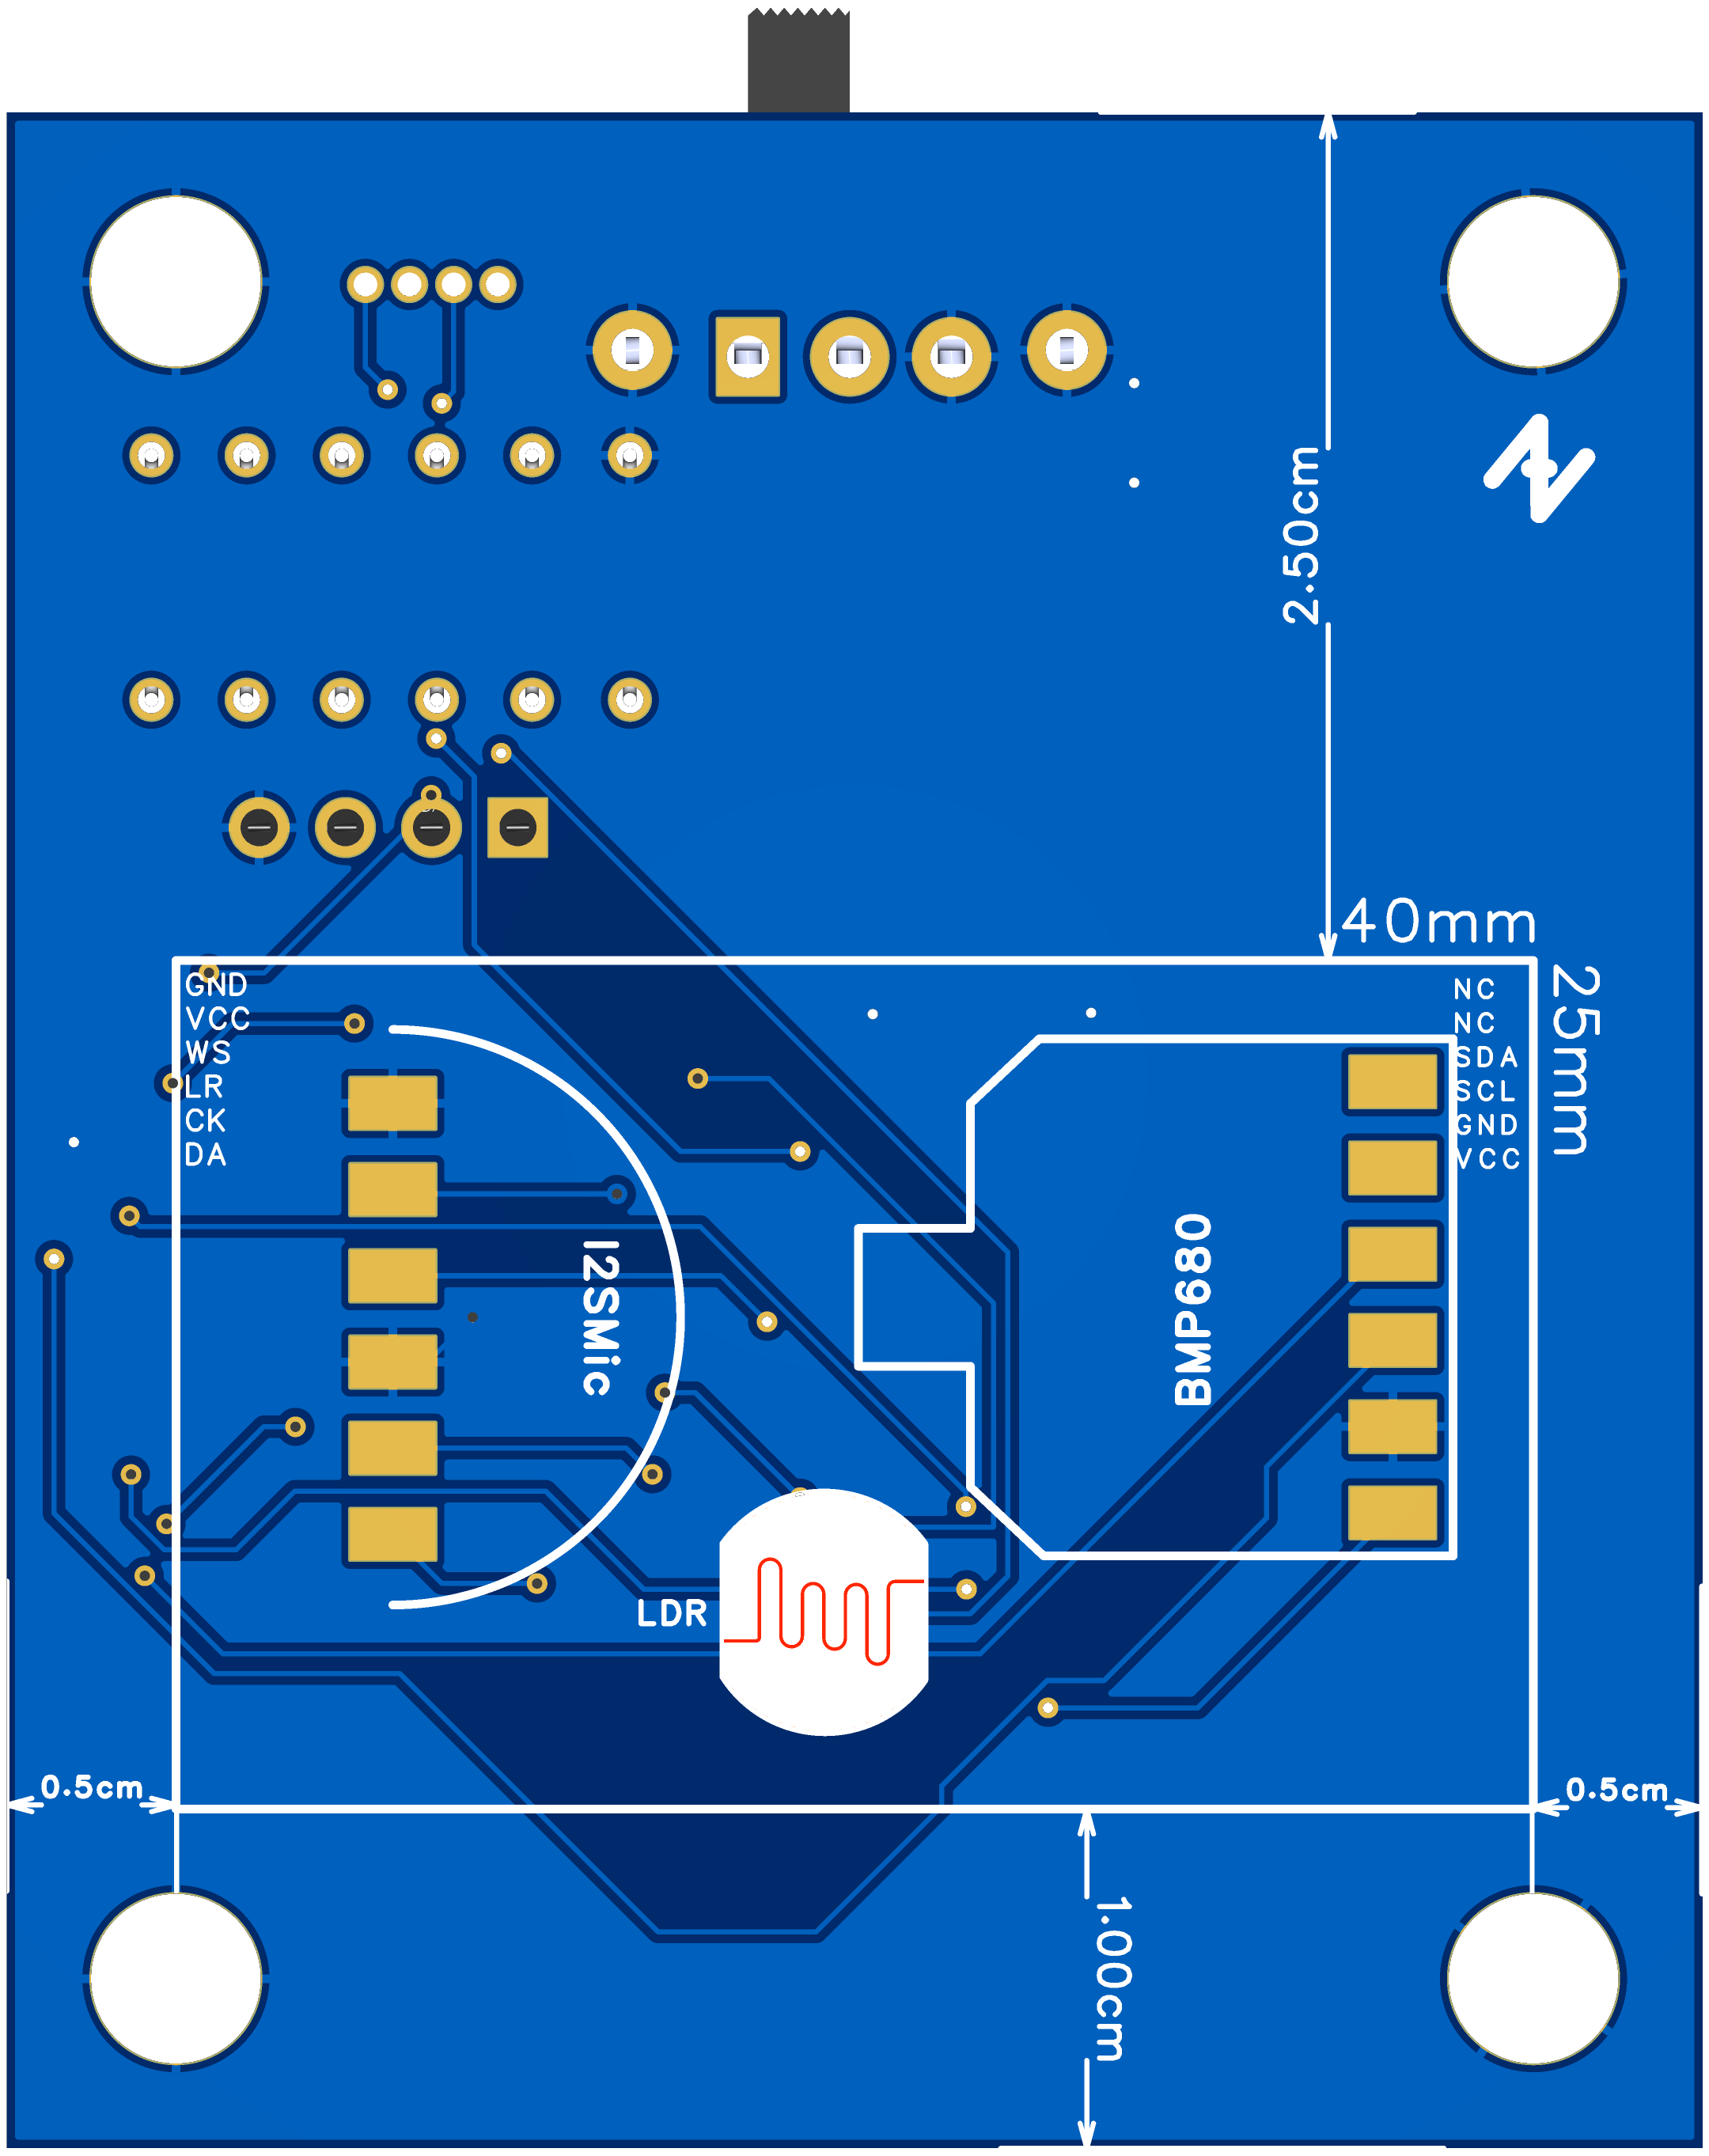 2.50cm
40mm
25mm
GND
VCC
WS
LR
CK
DA
NC
NC
SDA
SCL
GND
VCC
I2SMic
BMP680
LDR
0.5cm
0.5cm
1.00cm